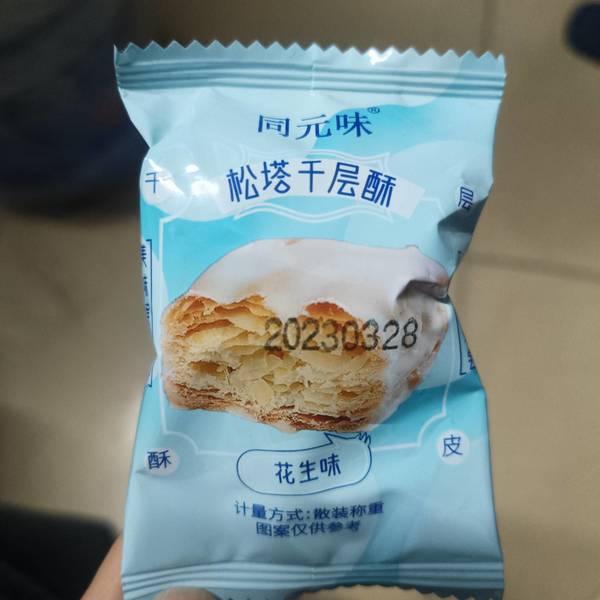 同元味®
松塔千层酥
千
层
20230328
酥
皮
花生味
计量方式:散装称重
图案仅供参考